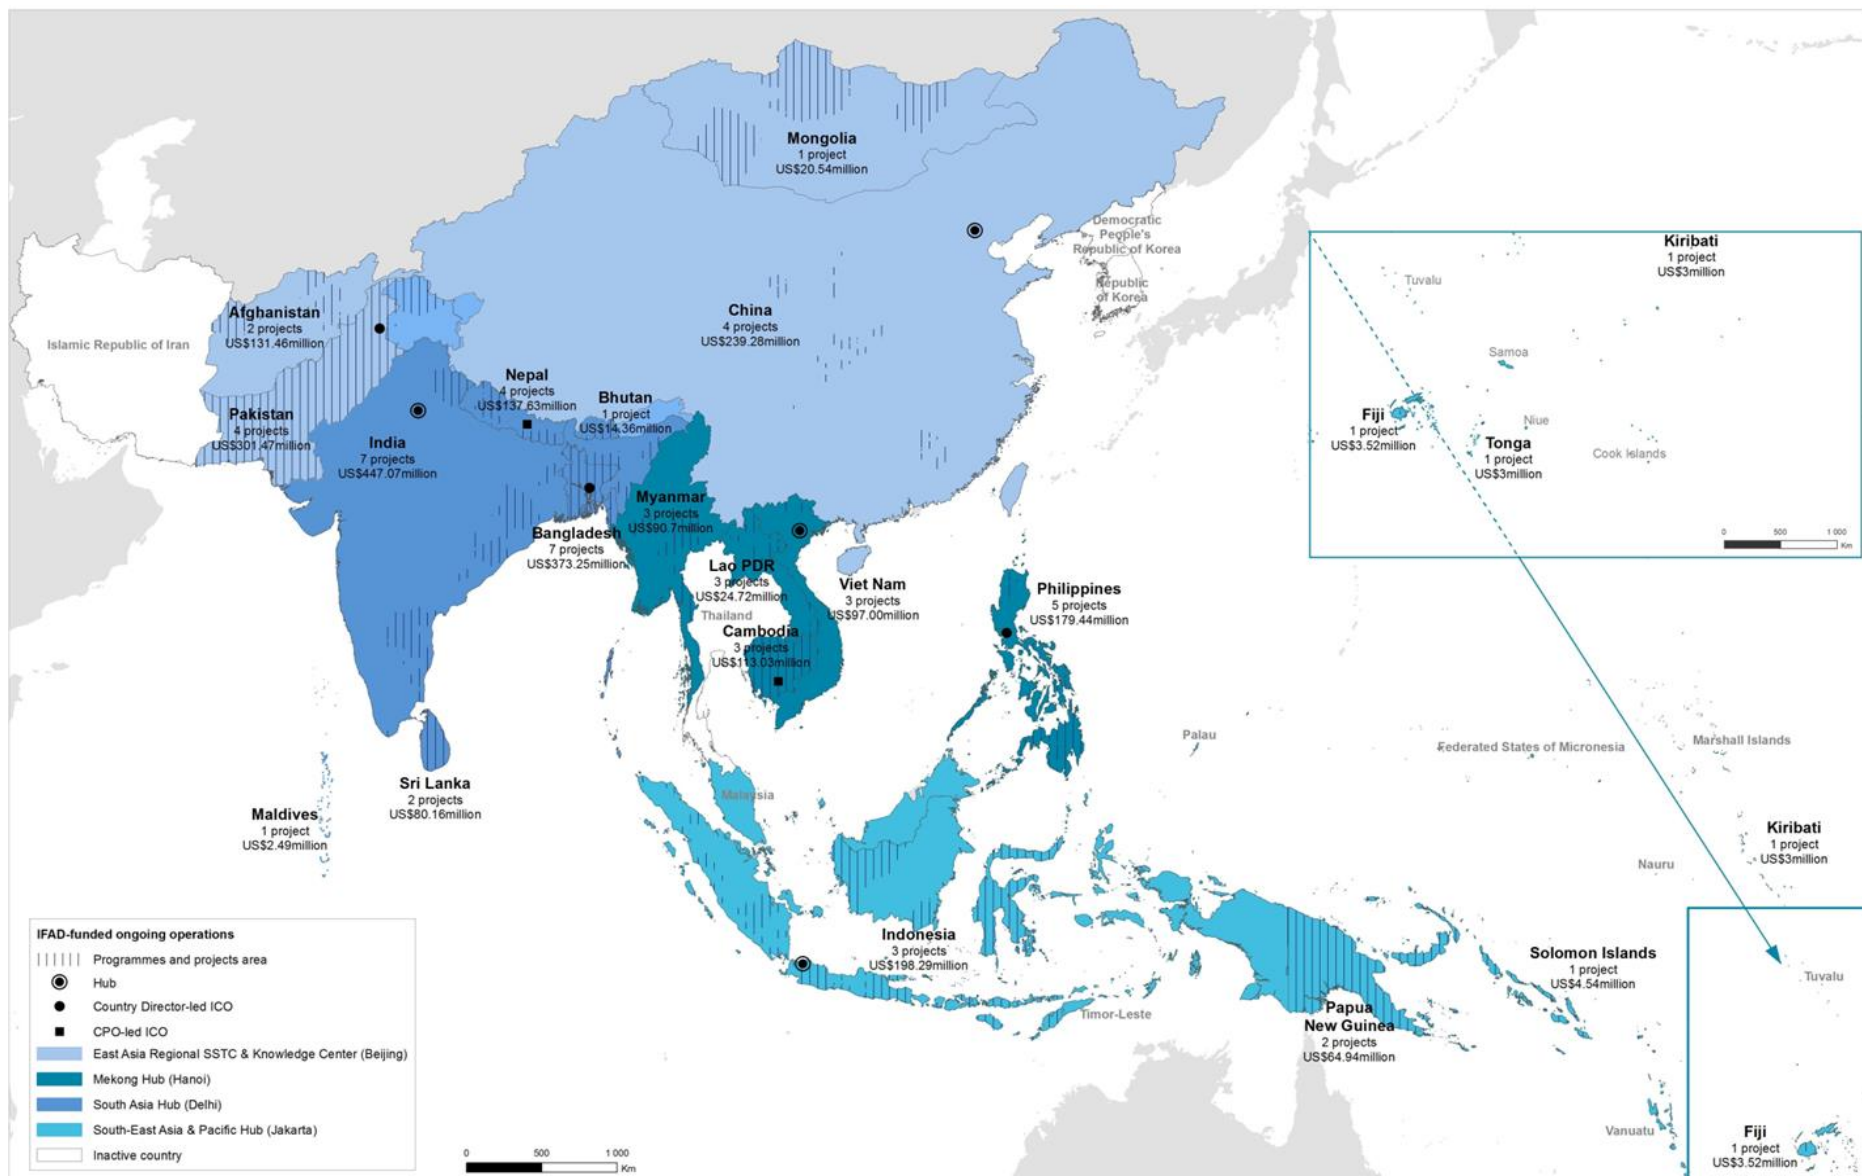 Mongolia
1 project
US$20.54million
Democratic
People's
Republic of Korea
Republic
of Korea
China
4 projects
US$239.28million
Afghanistan
2 projects
US$131.46million
Islamic Republic of Iran
Pakistan
4 projects
US$301.47million
Nepal
4 projects
US$137.63million
Bhutan
1 project
US$14.36million
India
7 projects
US$447.07million
Bangladesh
7 projects
US$373.25million
Myanmar
3 projects
US$90.7million
Lao PDR
3 projects
US$24.72million
Thailand
Viet Nam
3 projects
US$97.00million
Cambodia
3 projects
US$113.03million
Philippines
5 projects
US$179.44million
Sri Lanka
2 projects
US$80.16million
Maldives
1 project
US$2.49million
Malaysia
Indonesia
3 projects
US$198.29million
Timor-Leste
Papua
New Guinea
2 projects
US$64.94million
Solomon Islands
1 project
US$4.54million
Palau
Federated States of Micronesia
Marshall Islands
Nauru
Kiribati
1 project
US$3million
Tuvalu
Vanuatu
Fiji
1 project
US$3.52million
Kiribati
1 project
US$3million
Tuvalu
Samoa
Fiji
1 project
US$3.52million
Niue
Tonga
1 project
US$3million
Cook Islands
0 500 1 000
Km
IFAD-funded ongoing operations
Programmes and projects area
Hub
Country Director-led ICO
CPO-led ICO
East Asia Regional SSTC & Knowledge Center (Beijing)
Mekong Hub (Hanoi)
South Asia Hub (Delhi)
South-East Asia & Pacific Hub (Jakarta)
Inactive country
0 500 1 000
Km